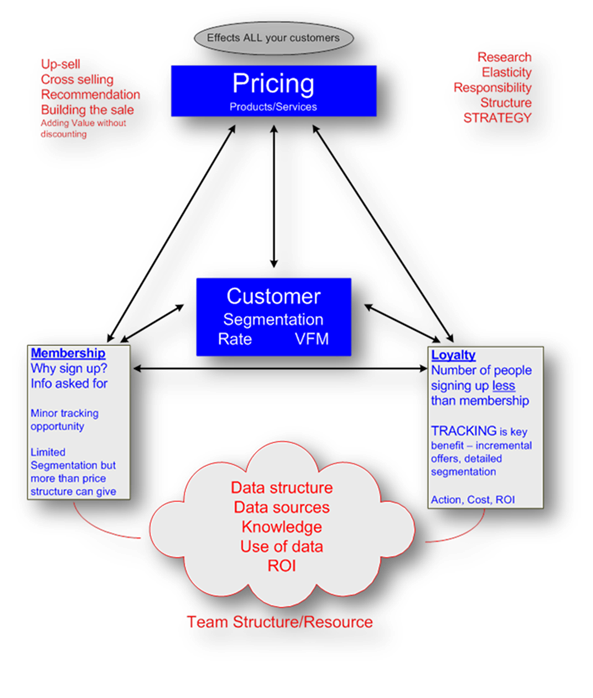 Effects ALL your customers
Pricing
Products/Services
Up-sell
Cross selling
Recommendation
Building the sale
Adding Value without
discounting
Research
Elasticity
Responsibility
Structure
STRATEGY
Customer
Segmentation
Rate VFM
Membership
Why sign up?
Info asked for
Minor tracking
opportunity
Limited
Segmentation but
more than price
structure can give
Loyalty
Number of people
signing up less
than membership
TRACKING is key
benefit – incremental
offers, detailed
segmentation
Action, Cost, ROI
Data structure
Data sources
Knowledge
Use of data
ROI
Team Structure/Resource